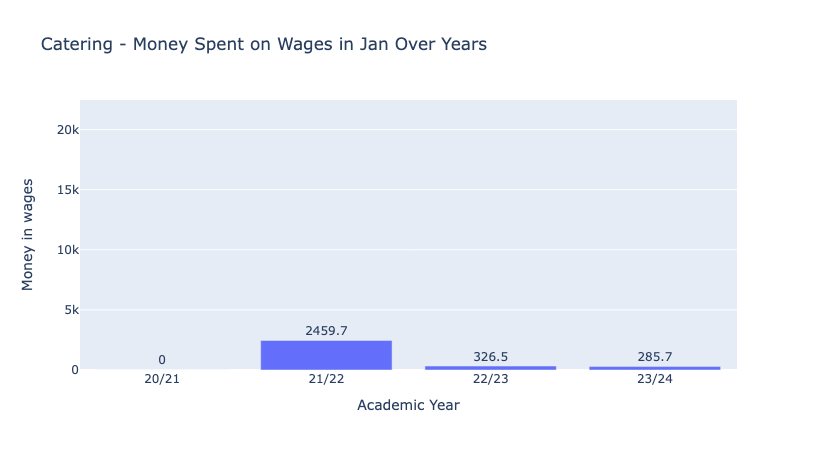 Catering - Money Spent on Wages in Jan Over Years
20k
15k
10k
5k
0
Money in wages
0
2459.7
326.5
285.7
20/21
21/22
22/23
23/24
Academic Year